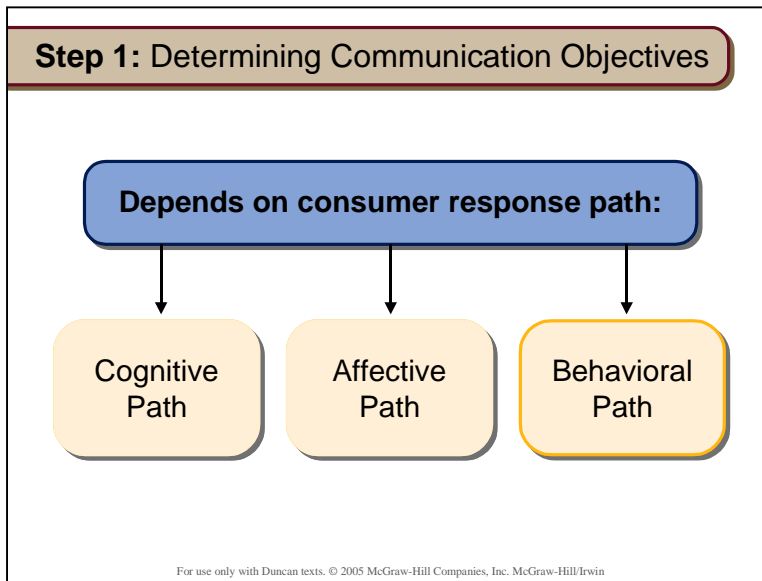 Step 1: Determining Communication Objectives
Depends on consumer response path:
Cognitive
Path
Affective
Path
Behavioral
Path
For use only with Duncan texts. © 2005 McGraw-Hill Companies, Inc. McGraw-Hill/Irwin